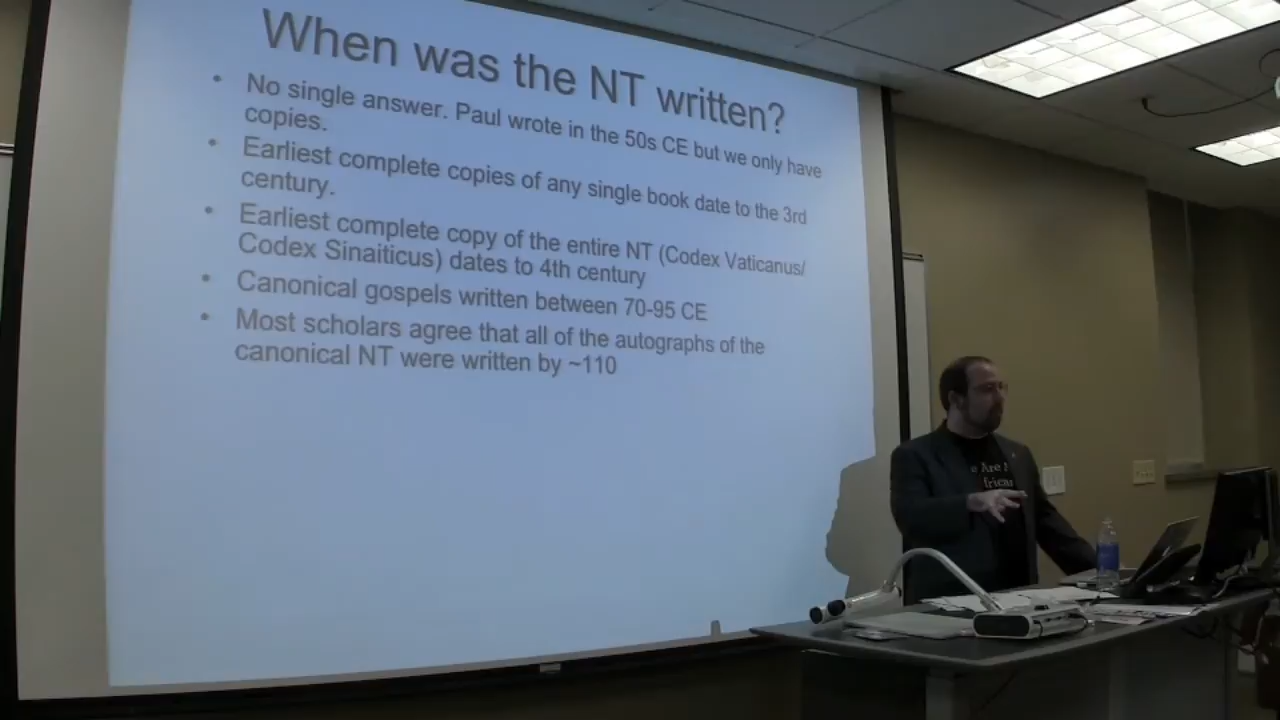 When was the NT written?
• No single answer. Paul wrote in the 50s CE but we only have
copies.
• Earliest complete copies of any single book date to the 3rd
century.
• Earliest complete copy of the entire NT (Codex Vaticanus/
Codex Sinaiticus) dates to 4th century
• Canonical gospels written between 70-95 CE
• Most scholars agree that all of the autographs of the
canonical NT were written by ~110
e Are
frican